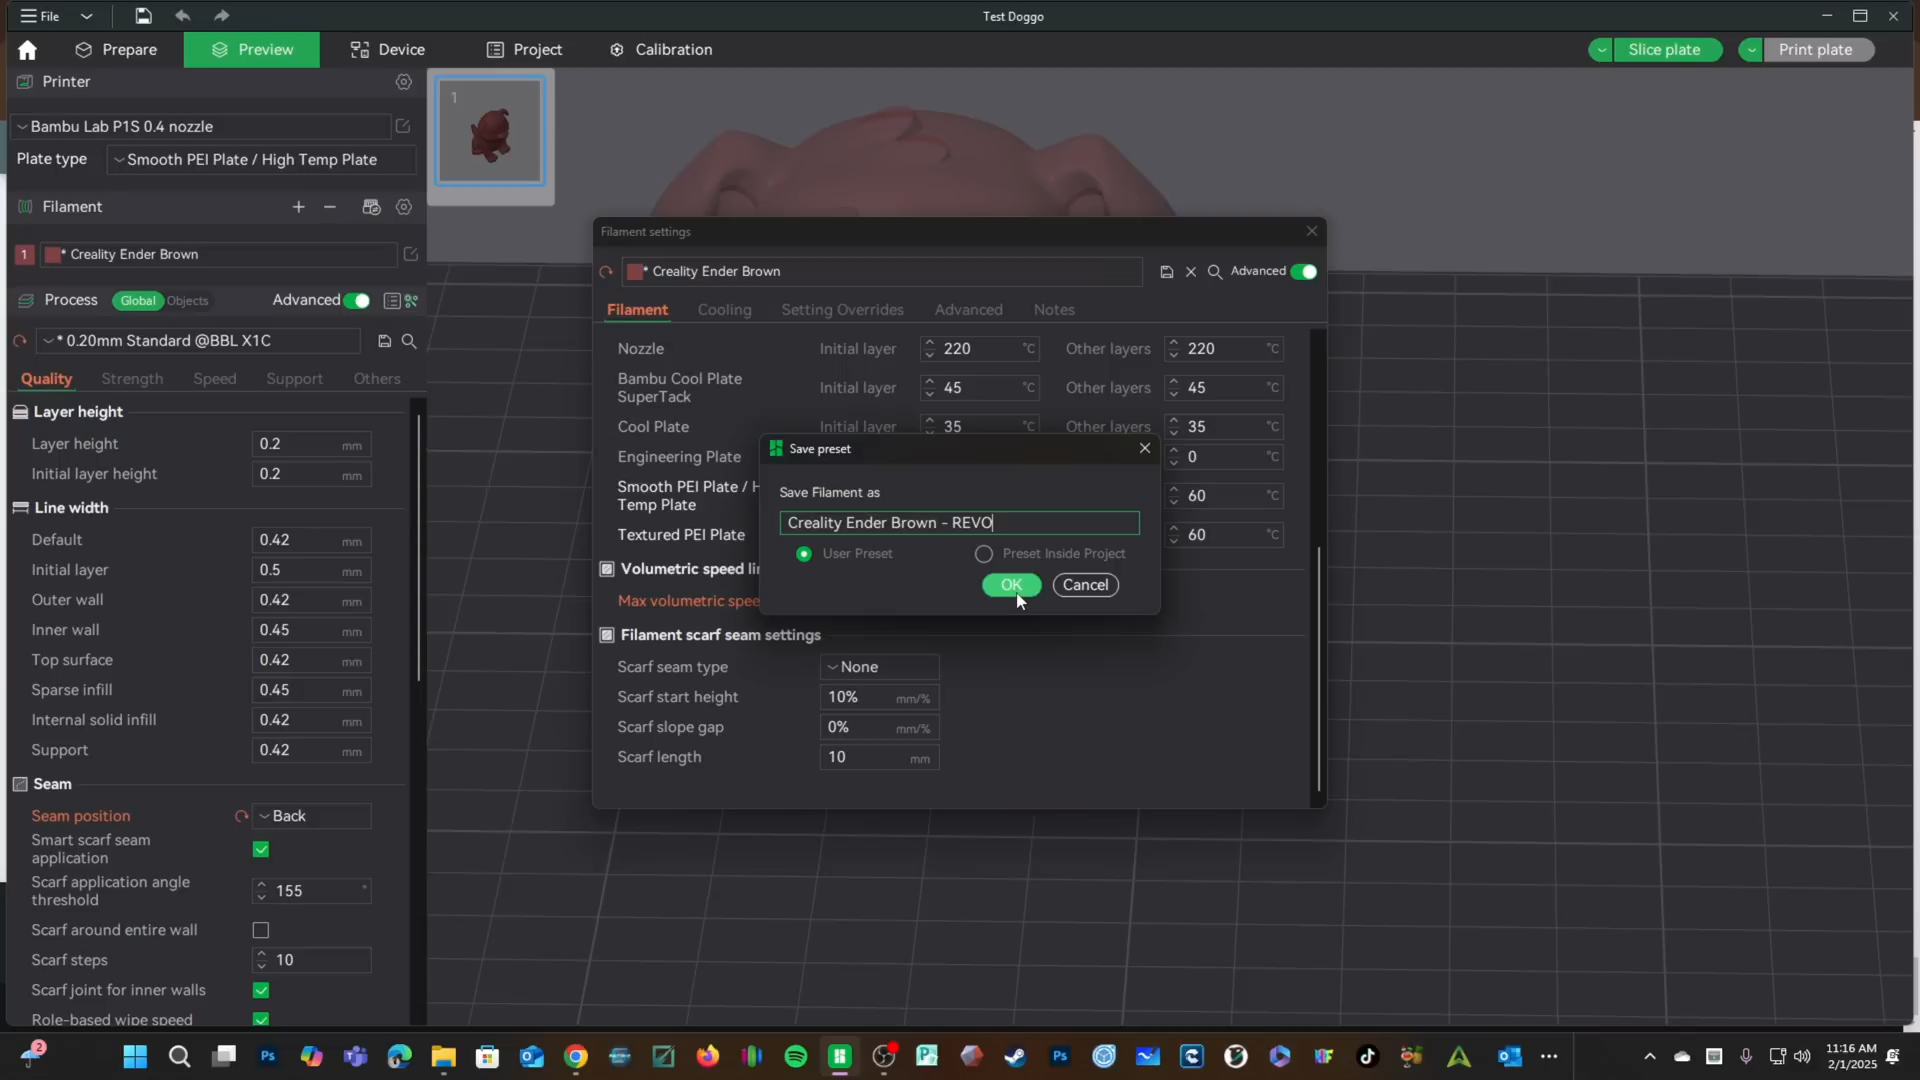 File
Test Doggo
Prepare
Preview
Device
Project
Calibration
Slice plate
Print plate
Printer
Bambu Lab P1S 0.4 nozzle
Plate type
Smooth PEI Plate / High Temp Plate
Filament
1
* Creality Ender Brown
Process
Global
Objects
Advanced
* 0.20mm Standard @BBL X1C
Quality
Strength
Speed
Support
Others
Layer height
Layer height 0.2 mm
Initial layer height 0.2 mm
Line width
Default 0.42 mm
Initial layer 0.5 mm
Outer wall 0.42 mm
Inner wall 0.45 mm
Top surface 0.42 mm
Sparse infill 0.45 mm
Internal solid infill 0.42 mm
Support 0.42 mm
Seam
Seam position Back
Smart scarf seam
application
Scarf application angle
threshold 155 °
Scarf around entire wall
Scarf steps 10
Scarf joint for inner walls
Role-based wipe speed
1
Filament settings
* Creality Ender Brown
Advanced
Filament
Cooling
Setting Overrides
Advanced
Notes
Nozzle Initial layer 220 °C Other layers 220 °C
Bambu Cool Plate
SuperTack Initial layer 45 °C Other layers 45 °C
Cool Plate Initial layer 35 °C Other layers 35 °C
Engineering Plate 0 °C
Smooth PEI Plate / H
Temp Plate 60 °C
Textured PEI Plate 60 °C
Volumetric speed li
Max volumetric spee
Filament scarf seam settings
Scarf seam type None
Scarf start height 10% mm/%
Scarf slope gap 0% mm/%
Scarf length 10 mm
Save preset
Save Filament as
Creality Ender Brown - REVO
User Preset
Preset Inside Project
OK
Cancel
2
Ps
Ps
11:16 AM
2/1/2025